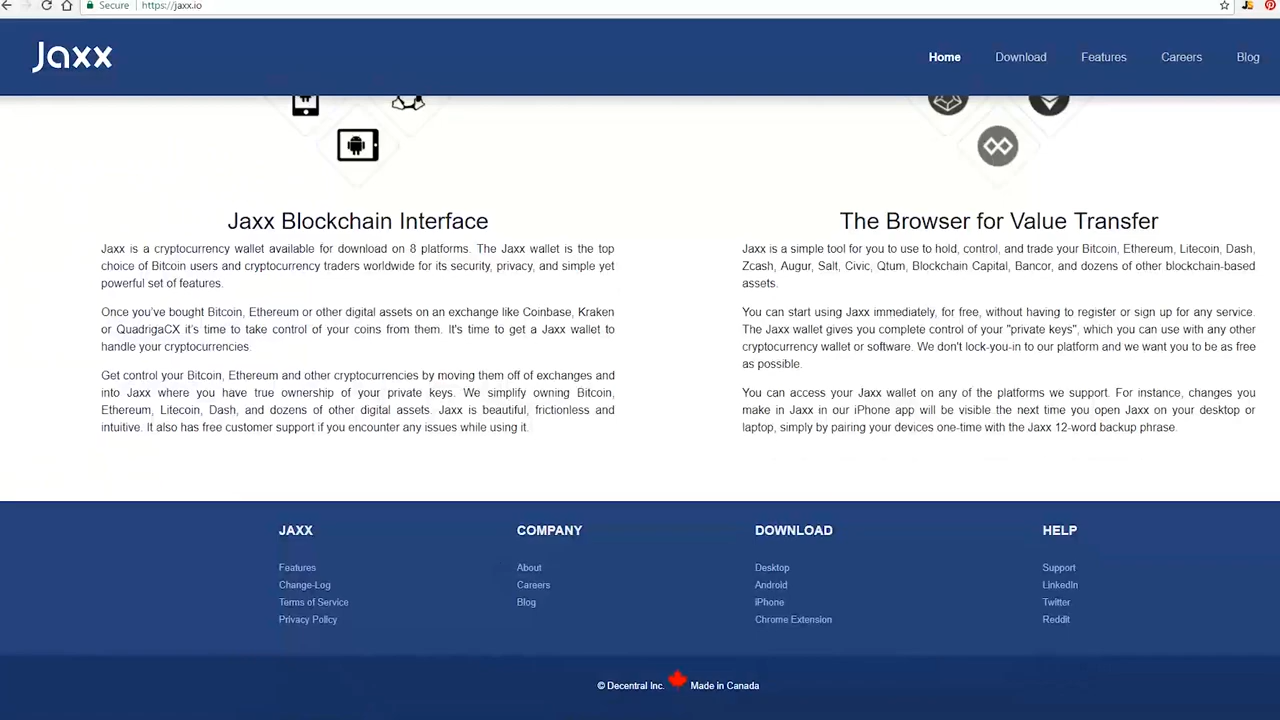 Secure https://jaxx.io
Jaxx
Home Download Features Careers Blog
Jaxx Blockchain Interface
Jaxx is a cryptocurrency wallet available for download on 8 platforms. The Jaxx wallet is the top
choice of Bitcoin users and cryptocurrency traders worldwide for its security, privacy, and simple yet
powerful set of features.
Once you've bought Bitcoin, Ethereum or other digital assets on an exchange like Coinbase, Kraken
or QuadrigaCX it's time to take control of your coins from them. It's time to get a Jaxx wallet to
handle your cryptocurrencies.
Get control your Bitcoin, Ethereum and other cryptocurrencies by moving them off of exchanges and
into Jaxx where you have true ownership of your private keys. We simplify owning Bitcoin,
Ethereum, Litecoin, Dash, and dozens of other digital assets. Jaxx is beautiful, frictionless and
intuitive. It also has free customer support if you encounter any issues while using it.
The Browser for Value Transfer
Jaxx is a simple tool for you to use to hold, control, and trade your Bitcoin, Ethereum, Litecoin, Dash,
Zcash, Augur, Salt, Civic, Qtum, Blockchain Capital, Bancor, and dozens of other blockchain-based
assets.
You can start using Jaxx immediately, for free, without having to register or sign up for any service.
The Jaxx wallet gives you complete control of your "private keys", which you can use with any other
cryptocurrency wallet or software. We don't lock-you-in to our platform and we want you to be as free
as possible.
You can access your Jaxx wallet on any of the platforms we support. For instance, changes you
make in Jaxx in our iPhone app will be visible the next time you open Jaxx on your desktop or
laptop, simply by pairing your devices one-time with the Jaxx 12-word backup phrase.
JAXX
Features
Change-Log
Terms of Service
Privacy Policy
COMPANY
About
Careers
Blog
DOWNLOAD
Desktop
Android
iPhone
Chrome Extension
HELP
Support
LinkedIn
Twitter
Reddit
© Decentral Inc. Made in Canada